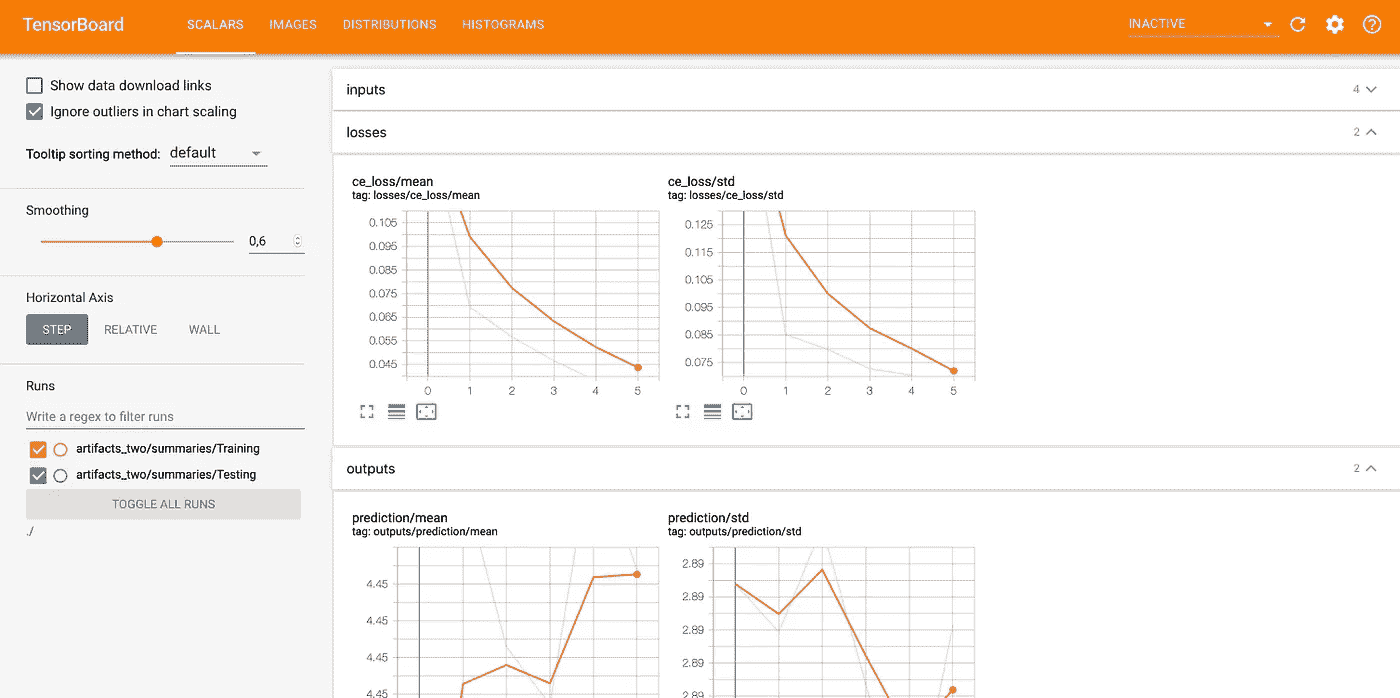 TensorBoard SCALARS IMAGES DISTRIBUTIONS HISTOGRAMS INACTIVE
Show data download links
Ignore outliers in chart scaling
Tooltip sorting method: default
Smoothing
0,6
Horizontal Axis
STEP RELATIVE WALL
Runs
Write a regex to filter runs
artifacts_two/summaries/Training
artifacts_two/summaries/Testing
TOGGLE ALL RUNS
./
inputs 4
losses 2
ce_loss/mean
tag: losses/ce_loss/mean
0.105
0.095
0.085
0.075
0.065
0.055
0.045
0 1 2 3 4 5
ce_loss/std
tag: losses/ce_loss/std
0.125
0.115
0.105
0.095
0.085
0.075
0 1 2 3 4 5
outputs 2
prediction/mean
tag: outputs/prediction/mean
4.45
4.45
4.45
4.45
prediction/std
tag: outputs/prediction/std
2.89
2.89
2.89
2.89
2.89